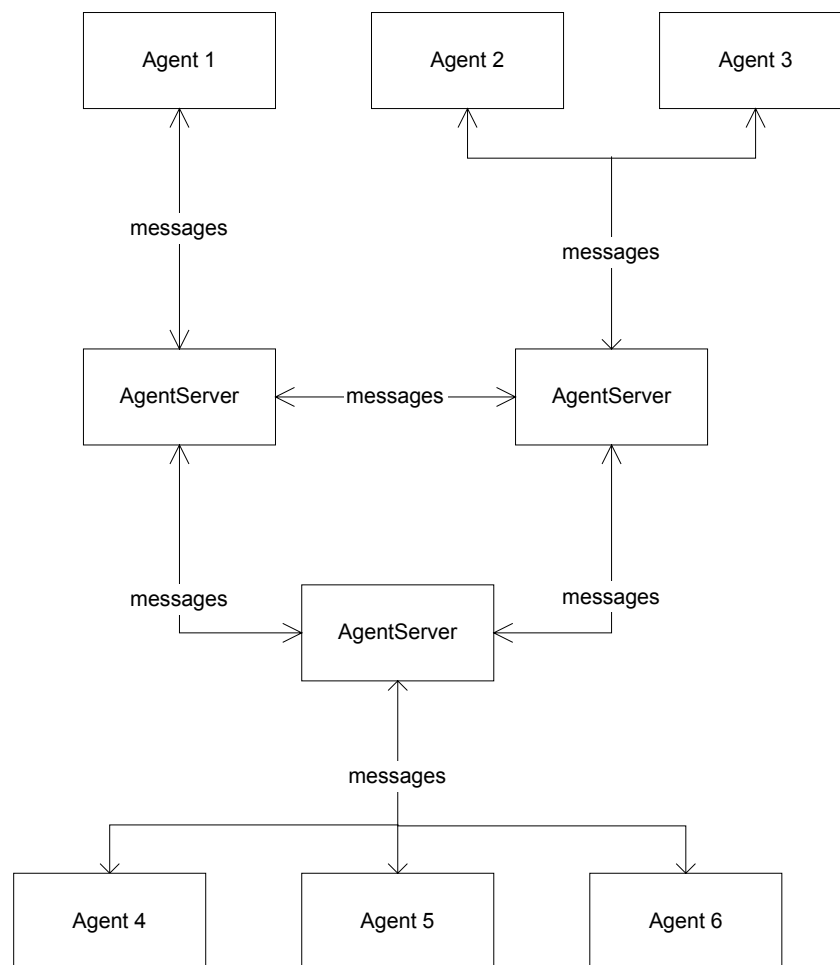 Agent 1
Agent 2
Agent 3
messages
messages
AgentServer
messages
AgentServer
messages
messages
AgentServer
messages
Agent 4
Agent 5
Agent 6